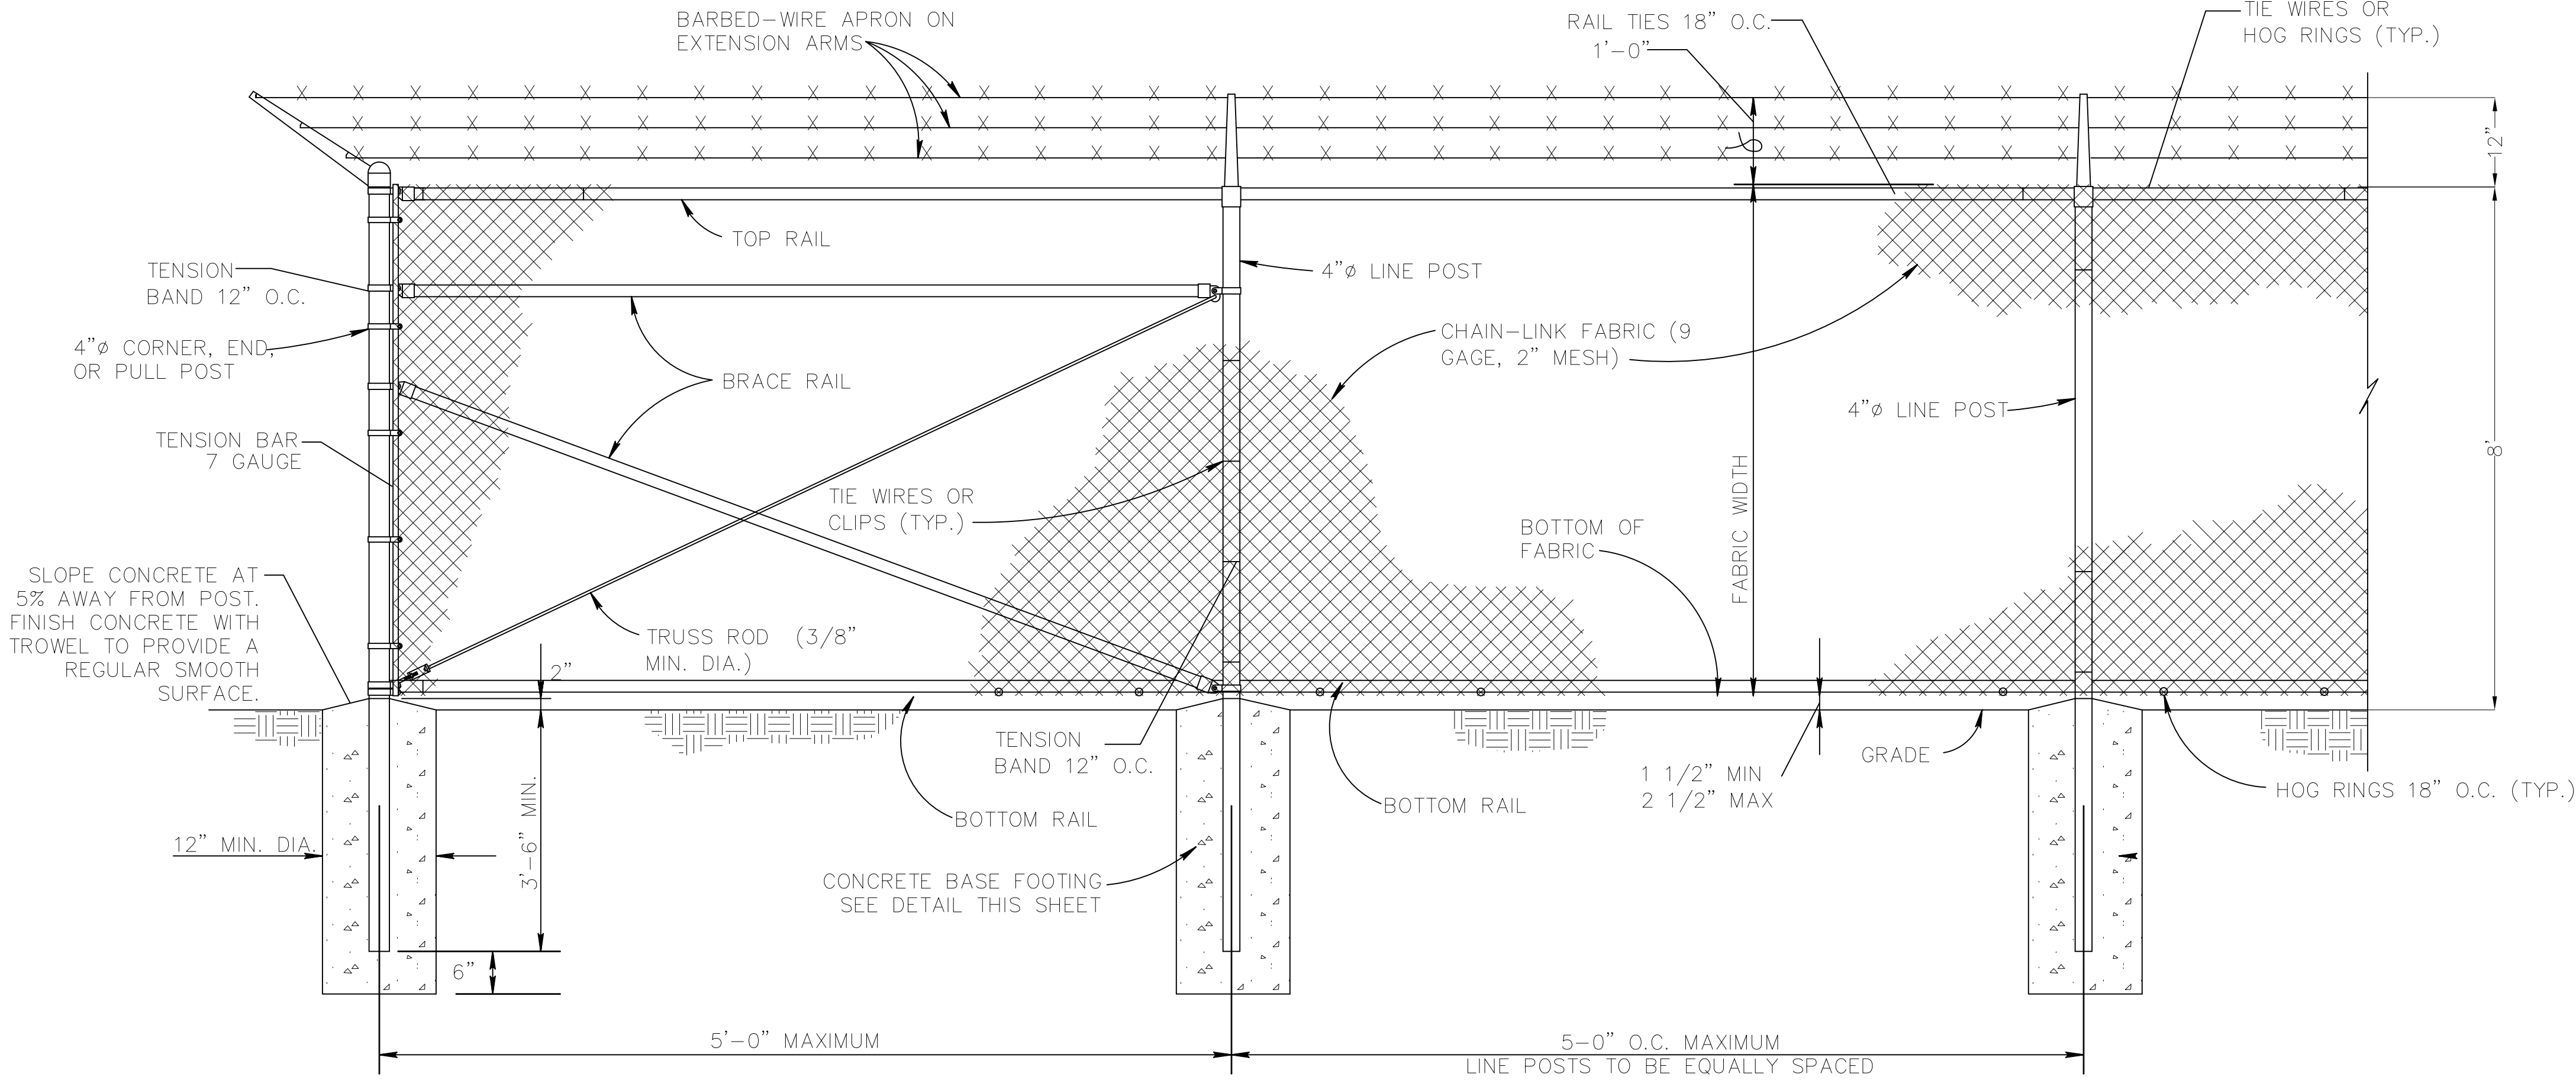 BARBED-WIRE APRON ON
EXTENSION ARMS
RAIL TIES 18" O.C.
1'-0"
TIE WIRES OR
HOG RINGS (TYP.)
12"
TOP RAIL
TENSION
BAND 12" O.C.
4"ø LINE POST
4"ø CORNER, END,
OR PULL POST
CHAIN-LINK FABRIC (9
GAGE, 2" MESH)
BRACE RAIL
4"ø LINE POST
TENSION BAR
7 GAUGE
8'
FABRIC WIDTH
TIE WIRES OR
CLIPS (TYP.)
BOTTOM OF
FABRIC
SLOPE CONCRETE AT
5% AWAY FROM POST.
FINISH CONCRETE WITH
TROWEL TO PROVIDE A
REGULAR SMOOTH
SURFACE.
TRUSS ROD (3/8"
MIN. DIA.)
2"
TENSION
BAND 12" O.C.
GRADE
1 1/2" MIN
2 1/2" MAX
HOG RINGS 18" O.C. (TYP.)
BOTTOM RAIL
BOTTOM RAIL
12" MIN. DIA.
3'-6" MIN.
CONCRETE BASE FOOTING
SEE DETAIL THIS SHEET
6"
5'-0" MAXIMUM
5-0" O.C. MAXIMUM
LINE POSTS TO BE EQUALLY SPACED